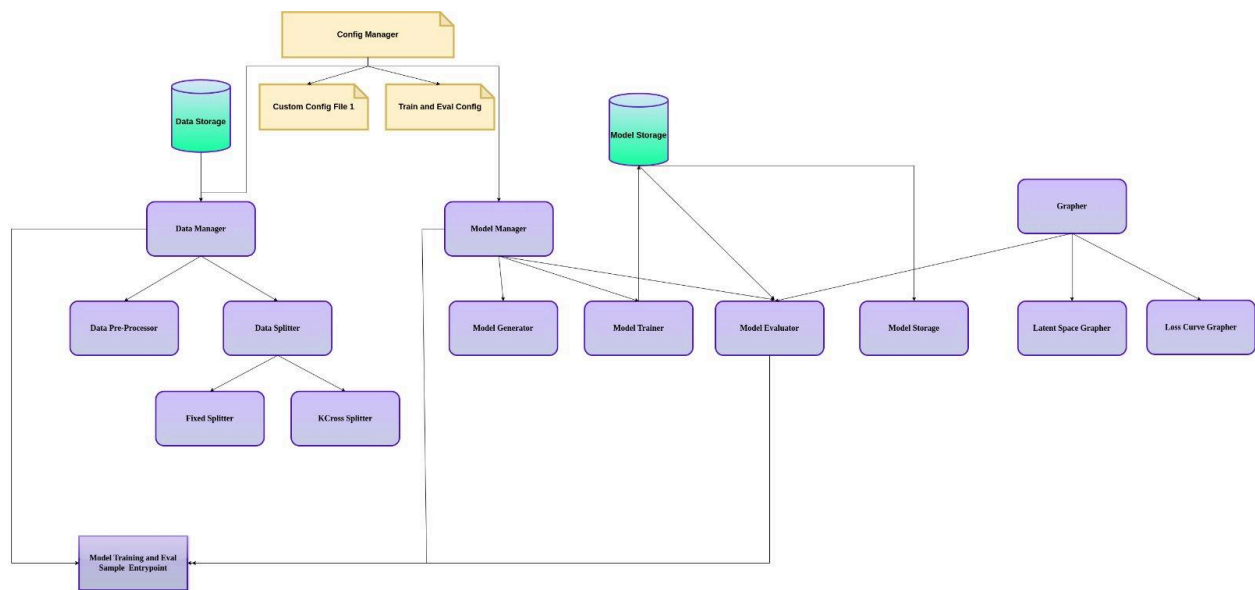 Config Manager
Custom Config File 1
Train and Eval Config
Data Storage
Model Storage
Grapher
Data Manager
Model Manager
Data Pre-Processor
Data Splitter
Model Generator
Model Trainer
Model Evaluator
Model Storage
Latent Space Grapher
Loss Curve Grapher
Fixed Splitter
KCross Splitter
Model Training and Eval
Sample Entrypoint